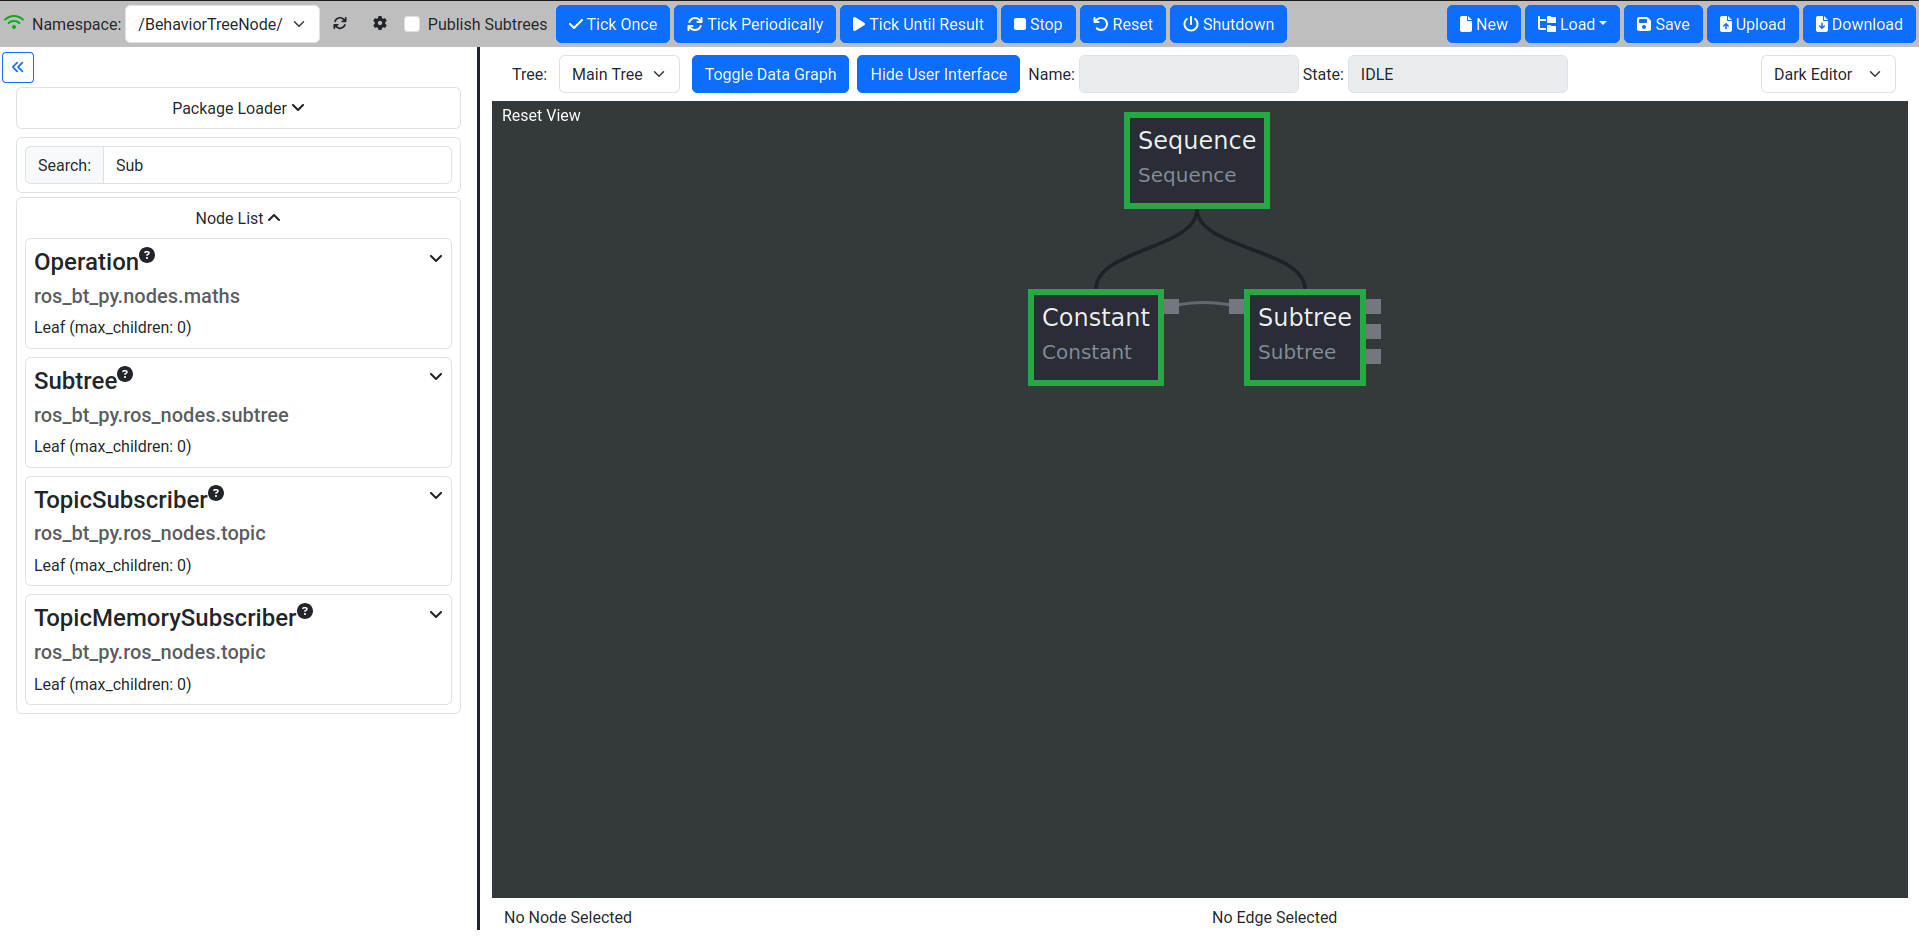 Namespace: /BehaviorTreeNode/ Publish Subtrees Tick Once Tick Periodically Tick Until Result Stop Reset Shutdown New Load Save Upload Download
Package Loader
Search: Sub
Node List
Operation?
ros_bt_py.nodes.maths
Leaf (max_children: 0)
Subtree?
ros_bt_py.ros_nodes.subtree
Leaf (max_children: 0)
TopicSubscriber?
ros_bt_py.ros_nodes.topic
Leaf (max_children: 0)
TopicMemorySubscriber?
ros_bt_py.ros_nodes.topic
Leaf (max_children: 0)
Tree: Main Tree Toggle Data Graph Hide User Interface Name: State: IDLE Dark Editor
Reset View
Sequence
Sequence
Constant
Constant
Subtree
Subtree
No Node Selected
No Edge Selected